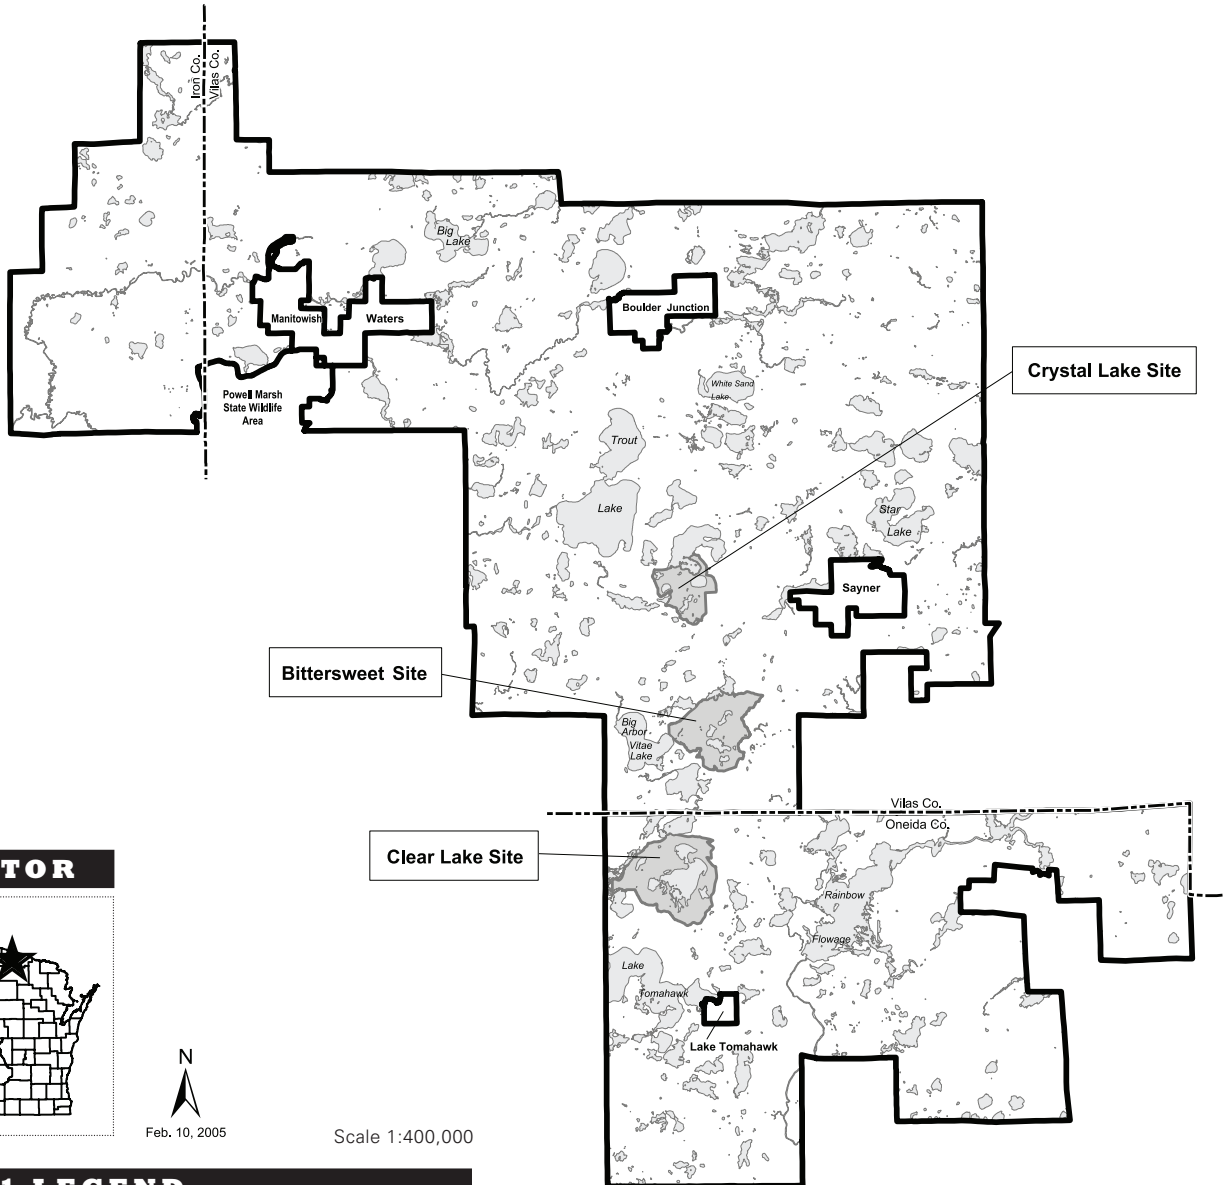 Iron Co.
Vilas Co.
Big
Lake
Manitowish
Waters
Boulder Junction
Powell Marsh
State Wildlife
Area
White Sand
Lake
Crystal Lake Site
Trout
Lake
Star
Lake
Sayner
Bittersweet Site
Big
Arbor
Vitae
Lake
Vilas Co.
Oneida Co.
Clear Lake Site
Rainbow
Flowage
Lake
Tomahawk
Lake Tomahawk
TOR
N
Feb. 10, 2005
Scale 1:400,000
1 LEGEND